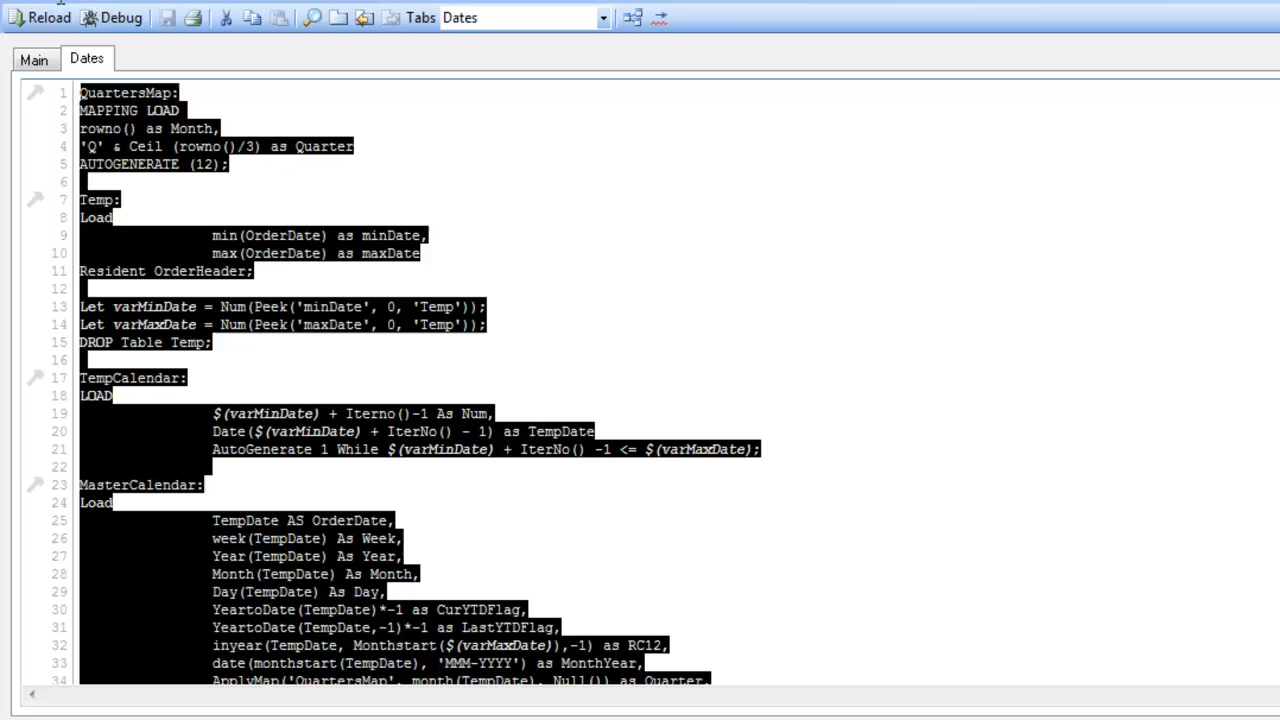 Reload Debug Tabs Dates
Main Dates
1 QuartersMap:
2 MAPPING LOAD
3 rowno() as Month,
4 'Q' & Ceil (rowno()/3) as Quarter
5 AUTOGENERATE (12);
6
7 Temp:
8 Load
9 min(OrderDate) as minDate,
10 max(OrderDate) as maxDate
11 Resident OrderHeader;
12
13 Let varMinDate = Num(Peek('minDate', 0, 'Temp'));
14 Let varMaxDate = Num(Peek('maxDate', 0, 'Temp'));
15 DROP Table Temp;
16
17 TempCalendar:
18 LOAD
19 $(varMinDate) + Iterno()-1 As Num,
20 Date($(varMinDate) + IterNo() - 1) as TempDate
21 AutoGenerate 1 While $(varMinDate) + IterNo() -1 <= $(varMaxDate);
22
23 MasterCalendar:
24 Load
25 TempDate AS OrderDate,
26 week(TempDate) As Week,
27 Year(TempDate) As Year,
28 Month(TempDate) As Month,
29 Day(TempDate) As Day,
30 YeartoDate(TempDate)*-1 as CurYTDFlag,
31 YeartoDate(TempDate,-1)*-1 as LastYTDFlag,
32 inyear(TempDate, Monthstart($(varMaxDate)),-1) as RC12,
33 date(monthstart(TempDate), 'MMM-YYYY') as MonthYear,
34 ApplyMap('QuartersMap', month(TempDate), Null()) as Quarter,